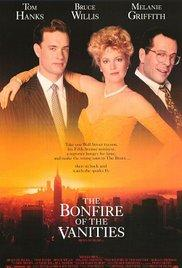 TOM
HANKS
BRUCE
WILLIS
MELANIE
GRIFFITH
Take one Wall Street tycoon,
his Fifth Avenue mistress,
a reporter hungry for fame,
and make the wrong turn in The Bronx...
then sit back and
watch the sparks fly.
THE
BONFIRE
OF THE
VANITIES